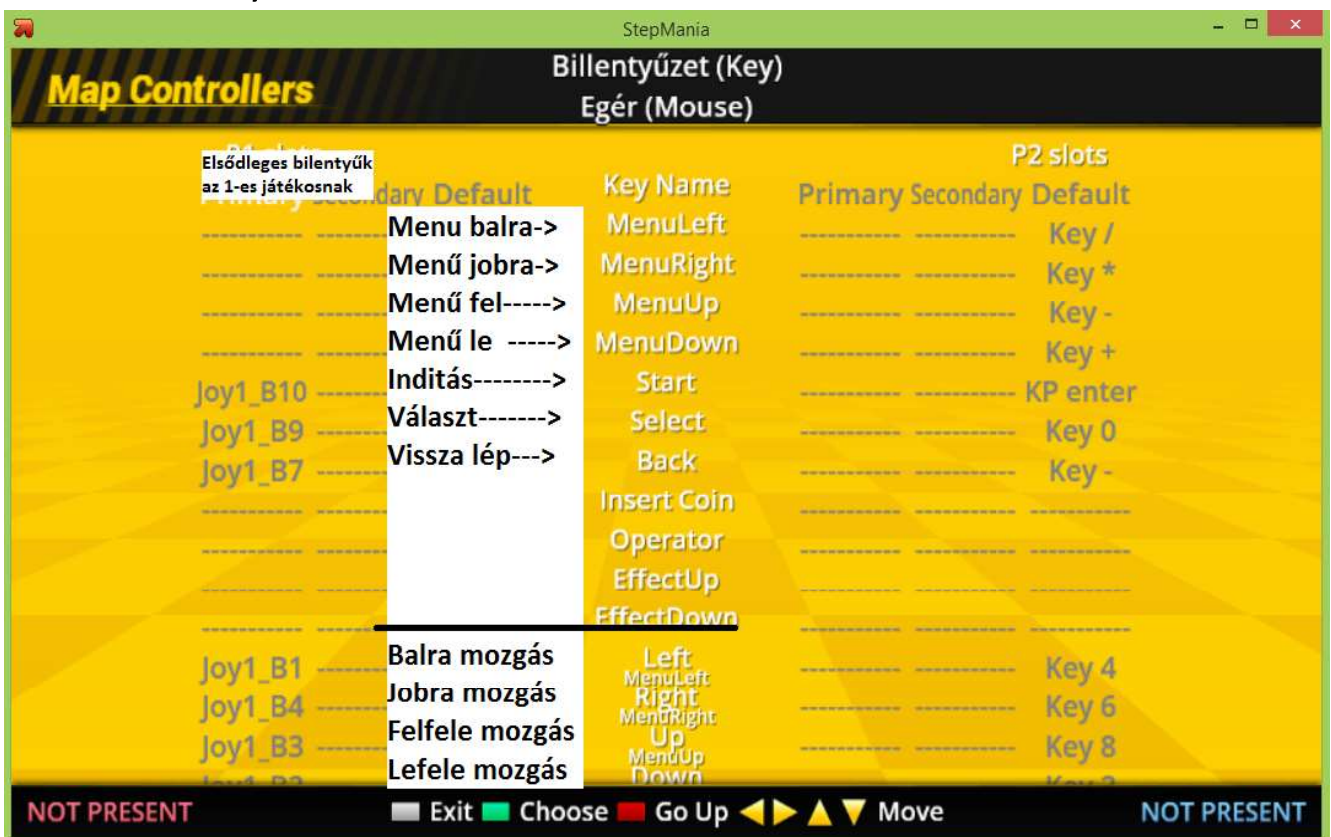 StepMania
Map Controllers
Billentyűzet (Key)
Egér (Mouse)
Elsődleges bilentyűk
az 1-es játékosnak
P2 slots
Default
Key Name
Primary Secondary Default
---------- ---------- Menu balra-> MenuLeft ---------- ---------- Key /
---------- ---------- Menű jobra-> MenuRight ---------- ---------- Key *
---------- ---------- Menű fel-----> MenuUp ---------- ---------- Key -
---------- ---------- Menű le -----> MenuDown ---------- ---------- Key +
Joy1_B10 ---------- Inditás--------> Start ---------- ---------- KP enter
Joy1_B9 ---------- Választ-------> Select ---------- ---------- Key 0
Joy1_B7 ---------- Vissza lép---> Back ---------- ---------- Key -
---------- ---------- Insert Coin ---------- ---------- ----------
---------- ---------- Operator ---------- ---------- ----------
---------- ---------- EffectUp ---------- ---------- ----------
---------- ---------- EffectDown ---------- ---------- ----------
Joy1_B1 ---------- Balra mozgás Left ---------- ---------- Key 4
MenuLeft
Joy1_B4 ---------- Jobra mozgás Right ---------- ---------- Key 6
MenuRight
Joy1_B3 ---------- Felfele mozgás Up ---------- ---------- Key 8
MenuUp
Lefele mozgás Down
NOT PRESENT
Exit Choose Go Up Move
NOT PRESENT